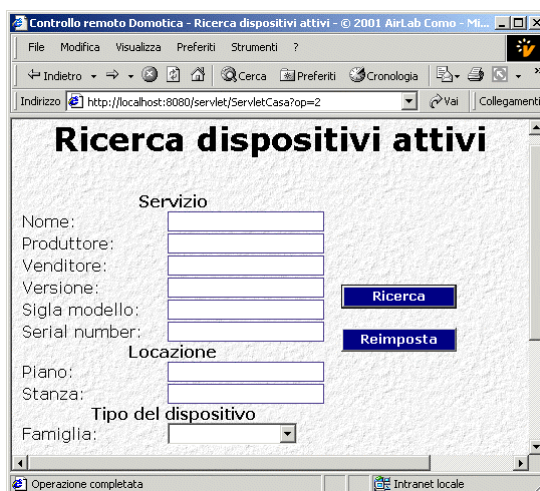 Controllo remoto Domotica - Ricerca dispositivi attivi - © 2001 AirLab Como - Mi...
File Modifica Visualizza Preferiti Strumenti ?
Indietro Cerca Preferiti Cronologia »
Indirizzo http://localhost:8080/servlet/ServletCasa?op=2 Vai Collegamenti
Ricerca dispositivi attivi
Servizio
Nome:
Produttore:
Venditore:
Versione:
Ricerca
Sigla modello:
Serial number:
Reimposta
Locazione
Piano:
Stanza:
Tipo del dispositivo
Famiglia:
Operazione completata Intranet locale